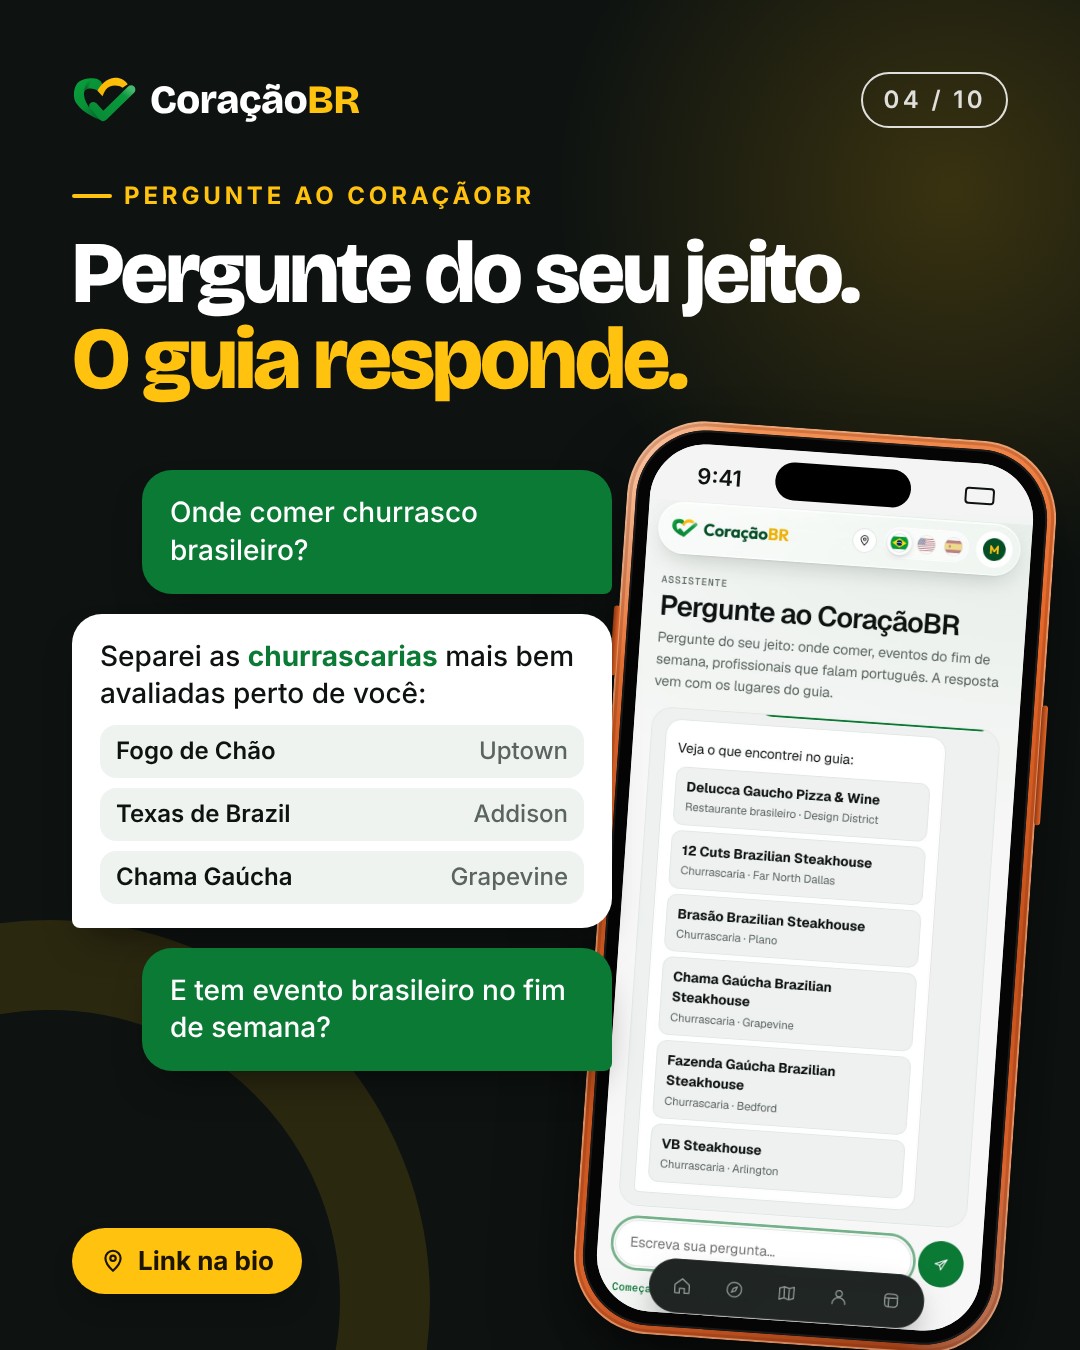 CoraçãoBR
04 / 10
PERGUNTE AO CORAÇÃOBR
Pergunte do seu jeito.
O guia responde.
Onde comer churrasco
brasileiro?
Separei as churrascarias mais bem
avaliadas perto de você:
Fogo de Chão Uptown
Texas de Brazil Addison
Chama Gaúcha Grapevine
E tem evento brasileiro no fim
de semana?
Link na bio
9:41
CoraçãoBR
M
ASSISTENTE
Pergunte ao CoraçãoBR
Pergunte do seu jeito: onde comer, eventos do fim de
semana, profissionais que falam português. A resposta
vem com os lugares do guia.
Veja o que encontrei no guia:
Delucca Gaucho Pizza & Wine
Restaurante brasileiro · Design District
12 Cuts Brazilian Steakhouse
Churrascaria · Far North Dallas
Brasão Brazilian Steakhouse
Churrascaria · Plano
Chama Gaúcha Brazilian
Steakhouse
Churrascaria · Grapevine
Fazenda Gaúcha Brazilian
Steakhouse
Churrascaria · Bedford
VB Steakhouse
Churrascaria · Arlington
Escreva sua pergunta...